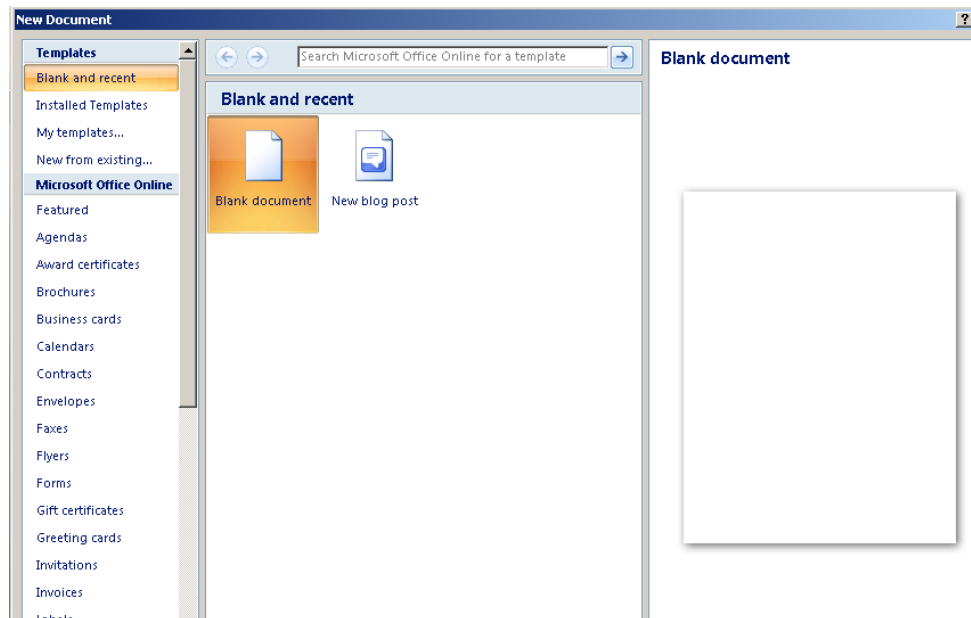 New Document
?
Templates
Blank and recent
Installed Templates
My templates...
New from existing...
Microsoft Office Online
Featured
Agendas
Award certificates
Brochures
Business cards
Calendars
Contracts
Envelopes
Faxes
Flyers
Forms
Gift certificates
Greeting cards
Invitations
Invoices
Search Microsoft Office Online for a template
Blank and recent
Blank document
New blog post
Blank document